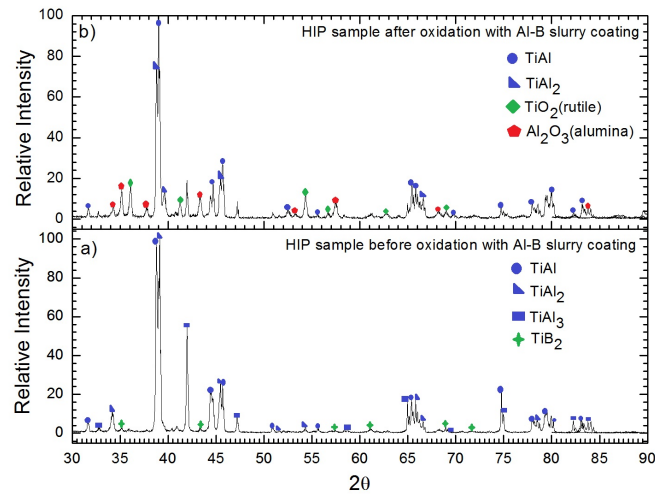 b)
HIP sample after oxidation with Al-B slurry coating
TiAl
TiAl₂
TiO₂(rutile)
Al₂O₃(alumina)
Relative Intensity
100
80
60
40
20
0
a)
HIP sample before oxidation with Al-B slurry coating
TiAl
TiAl₂
TiAl₃
TiB₂
Relative Intensity
100
80
60
40
20
0
30 35 40 45 50 55 60 65 70 75 80 85 90
2θ